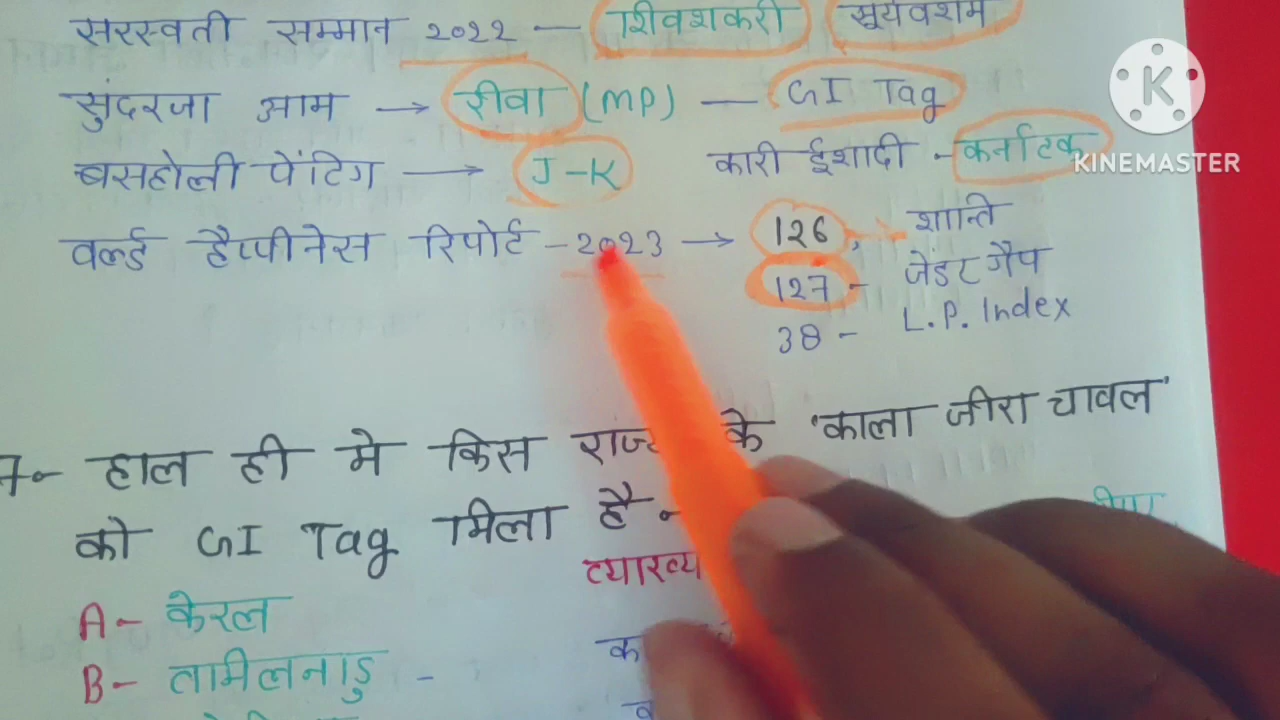 सरस्वती सम्मान 2022 – शिवशंकरी सूर्यवंशम
सुंदरजा आम → रीवा (MP) — GI Tag
बसहोली पेंटिग → J-K कारी ईशादी - कर्नाटक
वर्ल्ड हैप्पीनेस रिपोर्ट - 2023 → 126, - शान्ति
127 - जेंडर गैप
38 - L.P. Index
7. हाल ही मे किस के 'काला जीरा चावल'
को GI Tag मिला है.
A - केरल
B - तामिलनाडु -
KINEMASTER